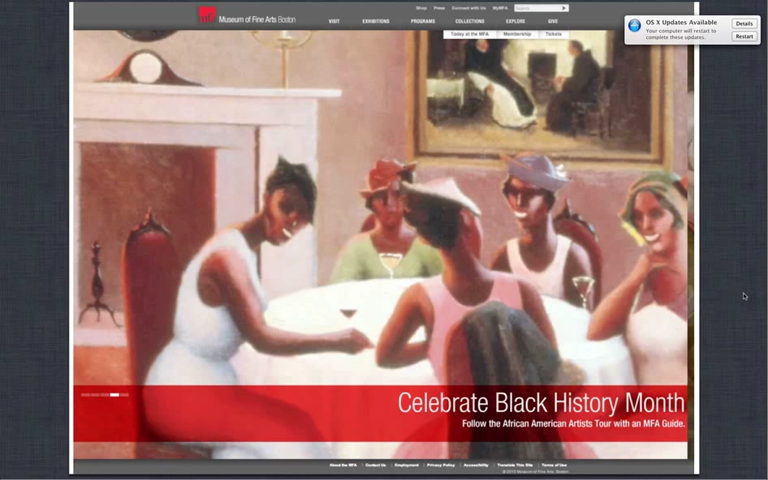 Shop Press Connect with Us MyMFA Search
mfa Museum of Fine Arts Boston
VISIT EXHIBITIONS PROGRAMS COLLECTIONS EXPLORE GIVE
Today at the MFA Membership Tickets
OS X Updates Available
Your computer will restart to
complete these updates.
Details
Restart
Celebrate Black History Month
Follow the African American Artists Tour with an MFA Guide.
About the MFA Contact Us Employment Privacy Policy Accessibility Translate This Site Terms of Use